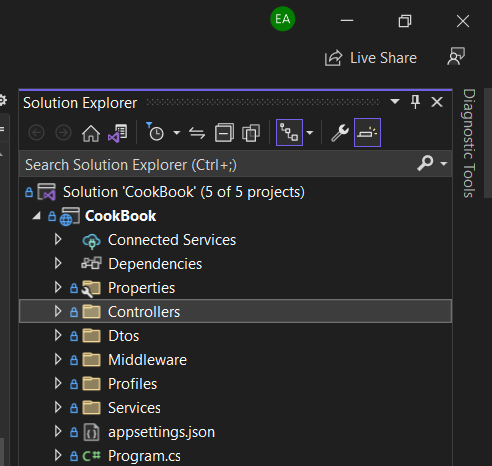 EA
Live Share
Solution Explorer
Search Solution Explorer (Ctrl+;)
Solution 'CookBook' (5 of 5 projects)
CookBook
Connected Services
Dependencies
Properties
Controllers
Dtos
Middleware
Profiles
Services
appsettings.json
C# Program.cs
Diagnostic Tools